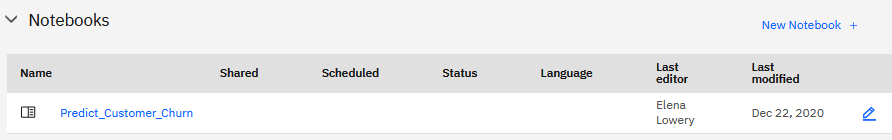 Notebooks
New Notebook +
Name Shared Scheduled Status Language Last editor Last modified
Predict_Customer_Churn Elena Lowery Dec 22, 2020